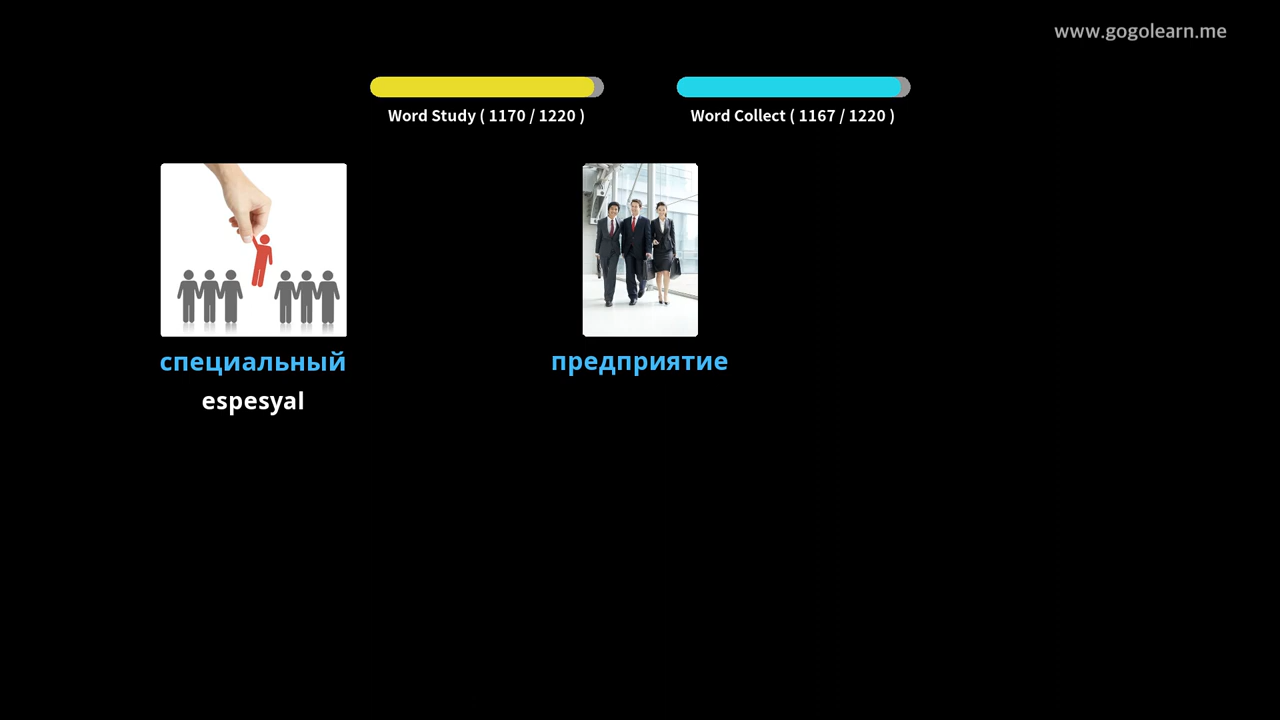 www.gogolearn.me
Word Study ( 1170 / 1220 )
Word Collect ( 1167 / 1220 )
специальный
предприятие
espesyal